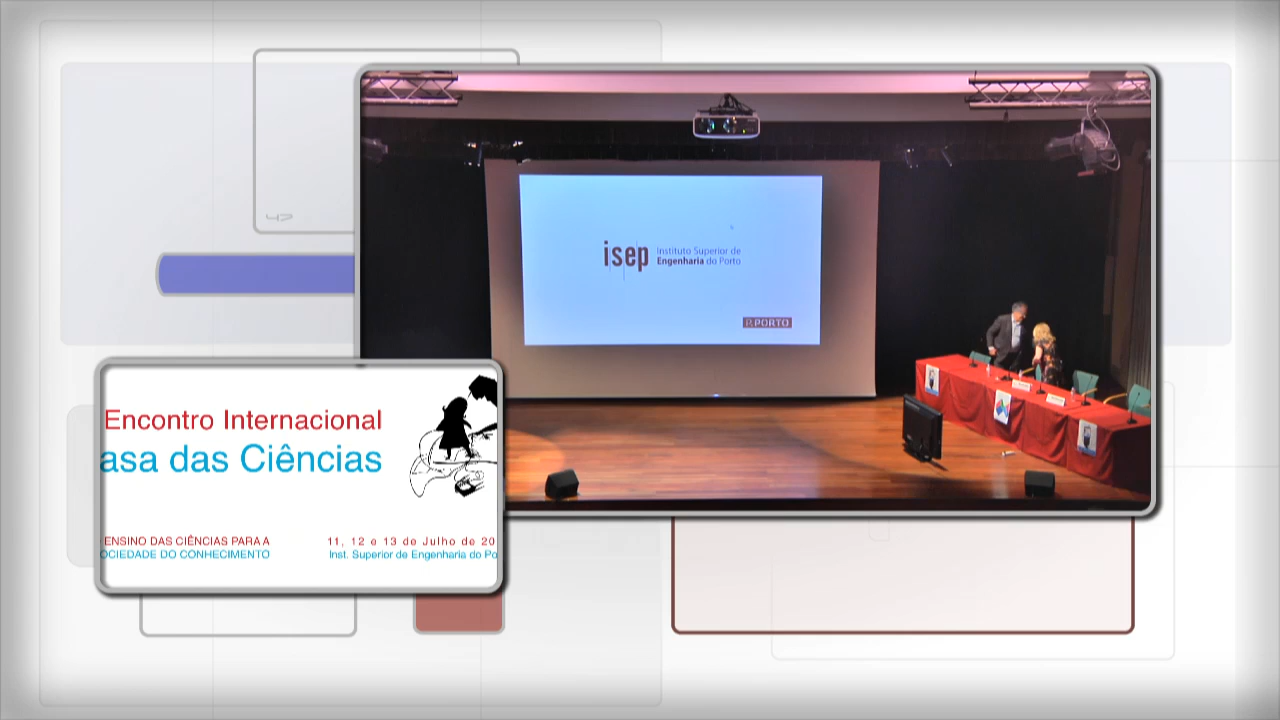 isep Instituto Superior de
Engenharia do Porto
P.PORTO
Encontro Internacional
asa das Ciências
ENSINO DAS CIÊNCIAS PARA A
OCIEDADE DO CONHECIMENTO
11, 12 e 13 de Julho de 20
Inst. Superior de Engenharia do Po